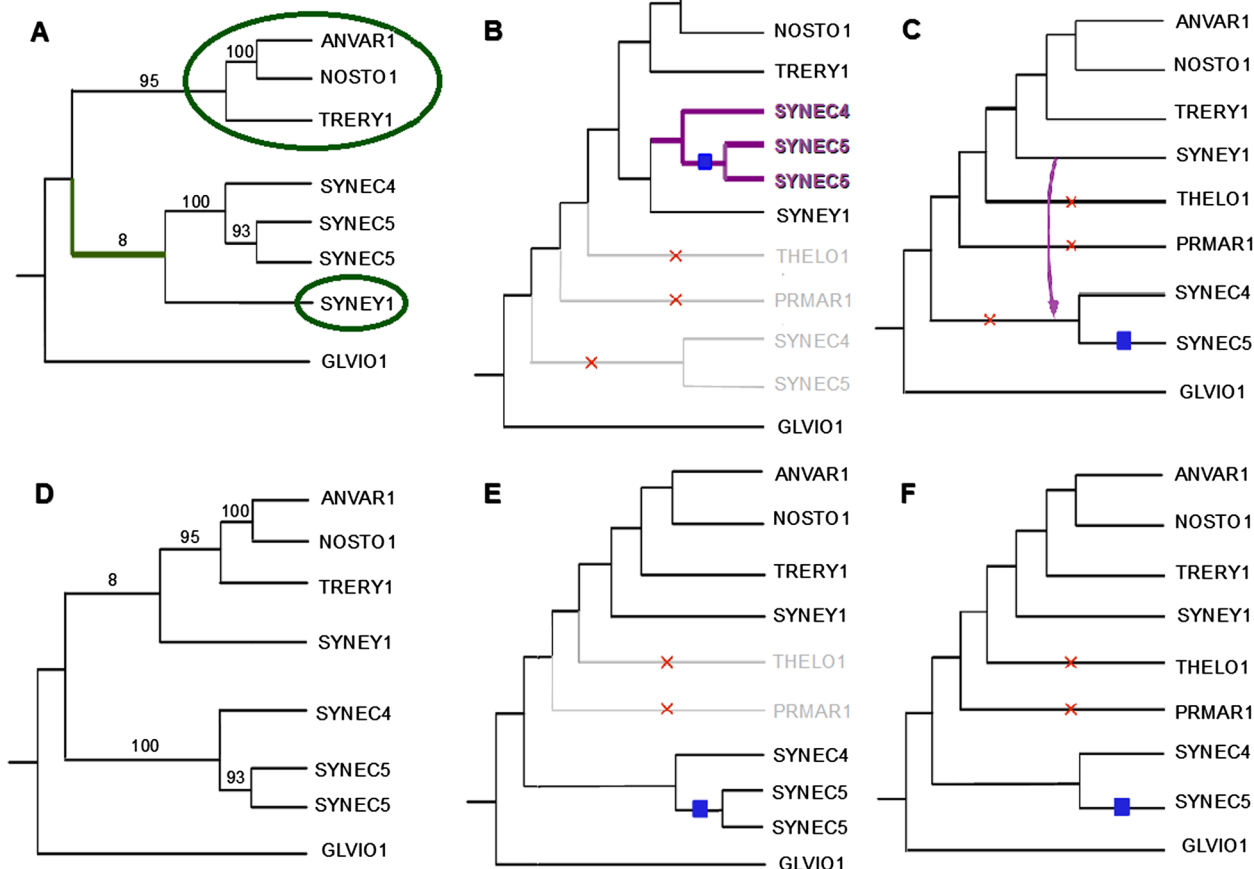 A
100
ANVAR1
95
NOSTO1
TRERY1
SYNEC4
100
SYNEC5
93
8
SYNEC5
SYNEY1
GLVIO1
B
NOSTO1
TRERY1
SYNEC4
SYNEC5
SYNEC5
SYNEY1
THELO1
PRMAR1
SYNEC4
SYNEC5
GLVIO1
C
ANVAR1
NOSTO1
TRERY1
SYNEY1
THELO1
PRMAR1
SYNEC4
SYNEC5
GLVIO1
D
ANVAR1
100
NOSTO1
95
8
TRERY1
SYNEY1
SYNEC4
100
SYNEC5
93
SYNEC5
GLVIO1
E
ANVAR1
NOSTO1
TRERY1
SYNEY1
THELO1
PRMAR1
SYNEC4
SYNEC5
SYNEC5
GLVIO1
F
ANVAR1
NOSTO1
TRERY1
SYNEY1
THELO1
PRMAR1
SYNEC4
SYNEC5
GLVIO1